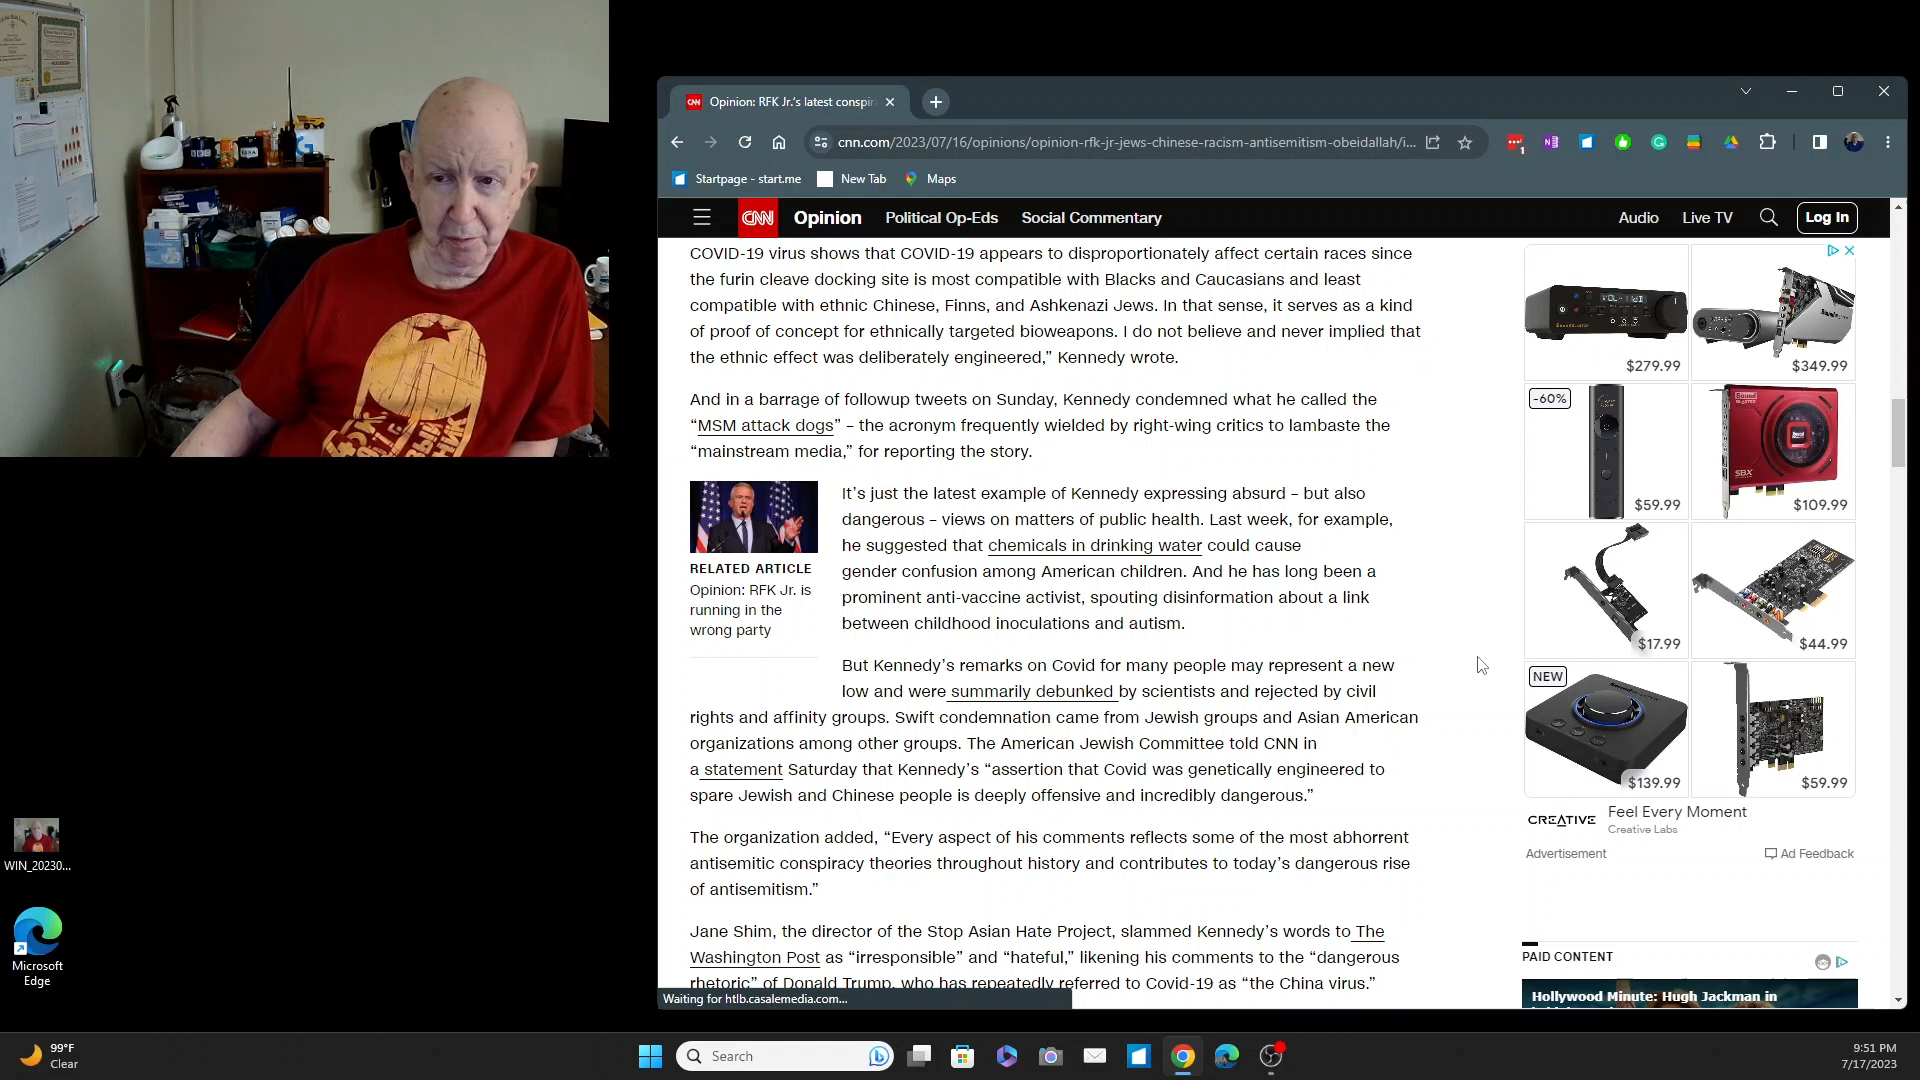 Opinion: RFK Jr.'s latest conspir
cnn.com/2023/07/16/opinions/opinion-rfk-jr-jews-chinese-racism-antisemitism-obeidallah/i...
1
Startpage - start.me
New Tab
Maps
CNN
Opinion
Political Op-Eds
Social Commentary
Audio
Live TV
Log In
COVID-19 virus shows that COVID-19 appears to disproportionately affect certain races since
the furin cleave docking site is most compatible with Blacks and Caucasians and least
compatible with ethnic Chinese, Finns, and Ashkenazi Jews. In that sense, it serves as a kind
of proof of concept for ethnically targeted bioweapons. I do not believe and never implied that
the ethnic effect was deliberately engineered,” Kennedy wrote.
And in a barrage of followup tweets on Sunday, Kennedy condemned what he called the
“MSM attack dogs” – the acronym frequently wielded by right-wing critics to lambaste the
“mainstream media,” for reporting the story.
RELATED ARTICLE
Opinion: RFK Jr. is
running in the
wrong party
It’s just the latest example of Kennedy expressing absurd – but also
dangerous – views on matters of public health. Last week, for example,
he suggested that chemicals in drinking water could cause
gender confusion among American children. And he has long been a
prominent anti-vaccine activist, spouting disinformation about a link
between childhood inoculations and autism.
But Kennedy’s remarks on Covid for many people may represent a new
low and were summarily debunked by scientists and rejected by civil
rights and affinity groups. Swift condemnation came from Jewish groups and Asian American
organizations among other groups. The American Jewish Committee told CNN in
a statement Saturday that Kennedy’s “assertion that Covid was genetically engineered to
spare Jewish and Chinese people is deeply offensive and incredibly dangerous.”
The organization added, “Every aspect of his comments reflects some of the most abhorrent
antisemitic conspiracy theories throughout history and contributes to today’s dangerous rise
of antisemitism.”
Jane Shim, the director of the Stop Asian Hate Project, slammed Kennedy’s words to The
Washington Post as “irresponsible” and “hateful,” likening his comments to the “dangerous
rhetoric” of Donald Trump, who has repeatedly referred to Covid-19 as “the China virus.”
Waiting for htlb.casalemedia.com...
$279.99
$349.99
-60%
$59.99
$109.99
$17.99
$44.99
NEW
$139.99
$59.99
CREATIVE
Feel Every Moment
Creative Labs
Advertisement
Ad Feedback
PAID CONTENT
Hollywood Minute: Hugh Jackman in
WIN_20230...
Microsoft
Edge
99°F
Clear
Search
9:51 PM
7/17/2023